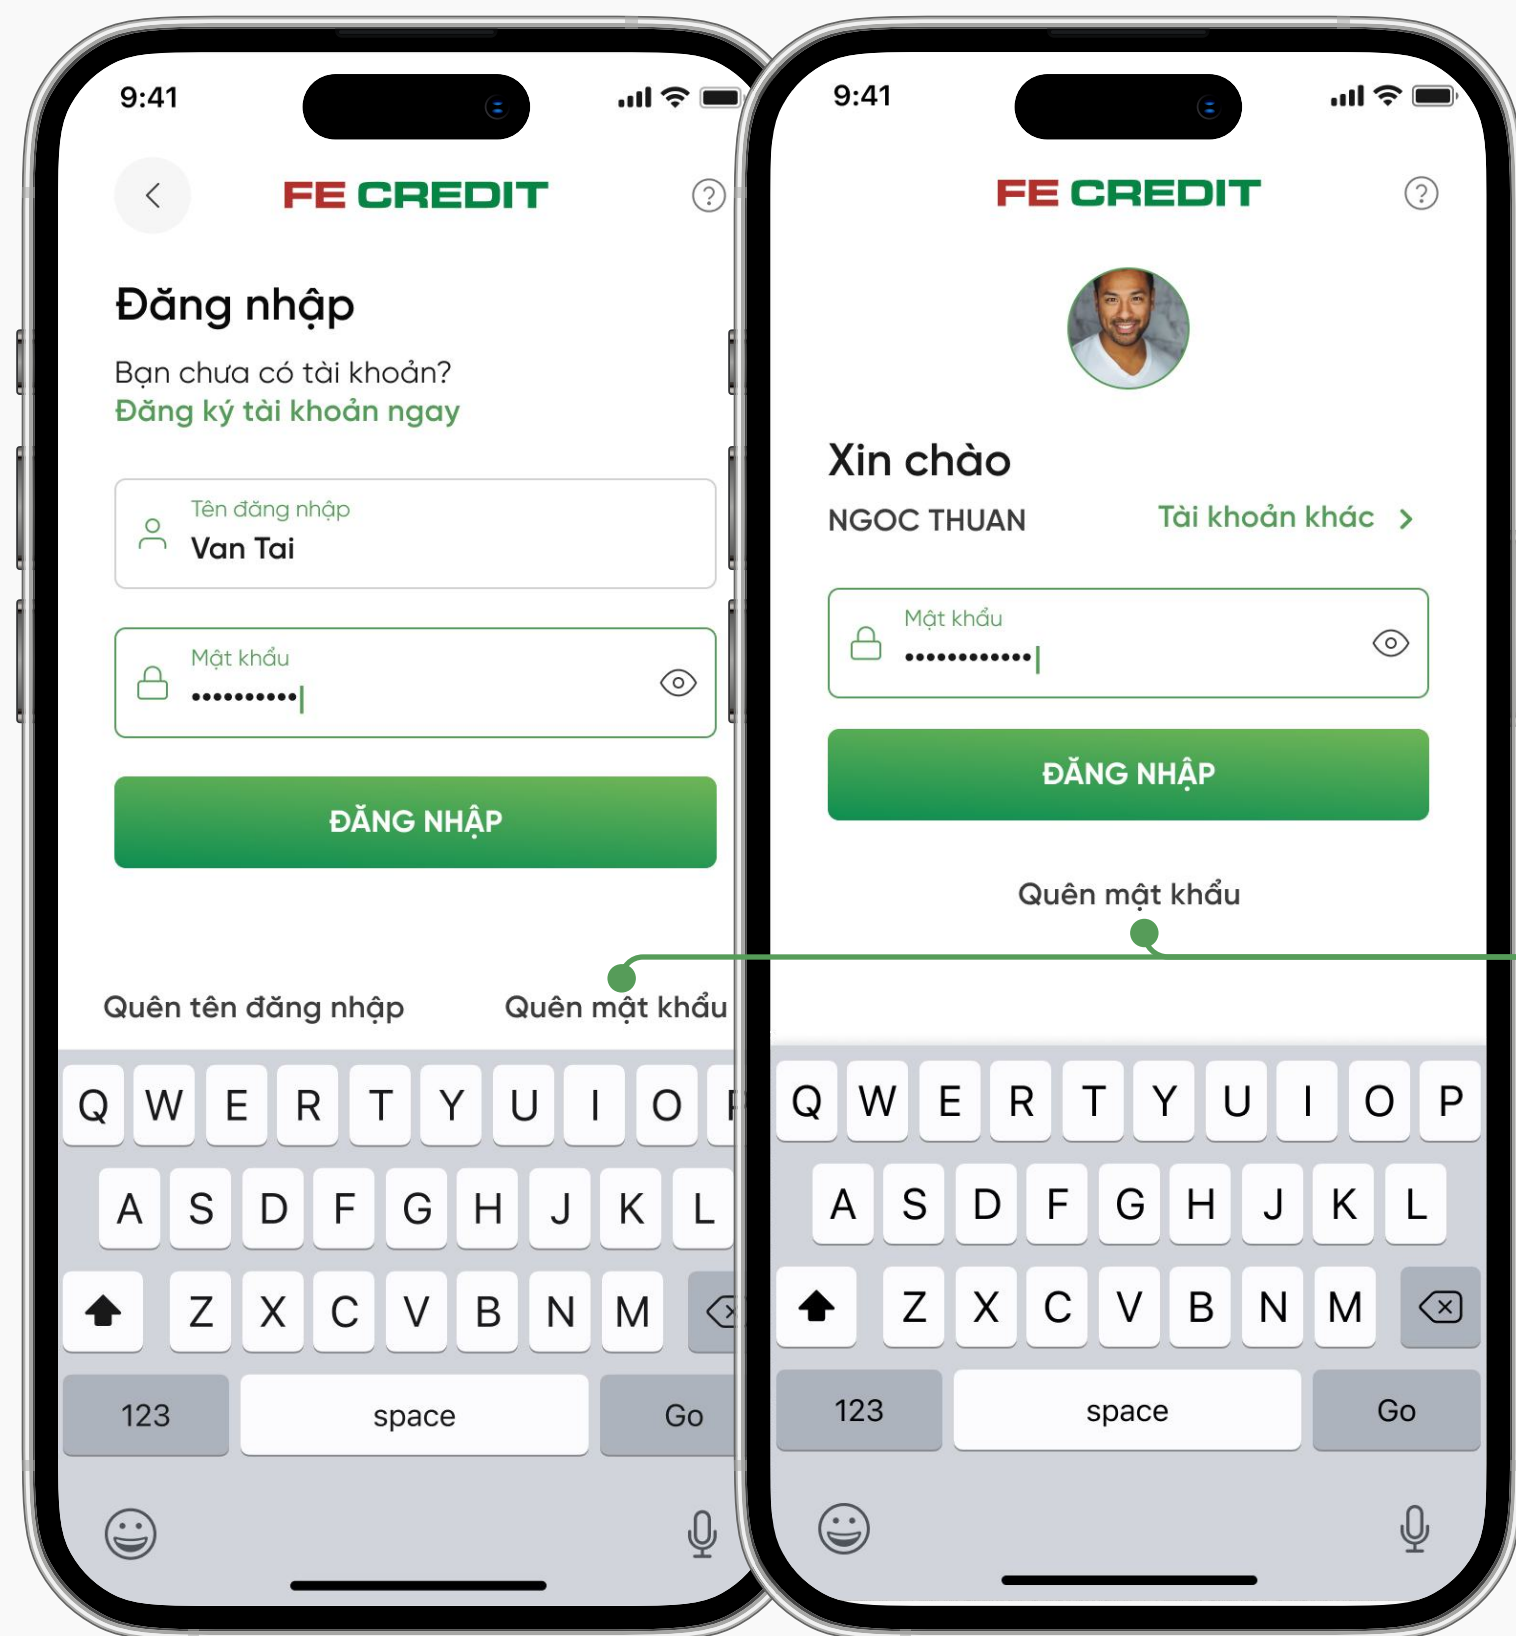 9:41
FE CREDIT
Đăng nhập
Bạn chưa có tài khoản?
Đăng ký tài khoản ngay
Tên đăng nhập
Van Tai
Mật khẩu
••••••••••
ĐĂNG NHẬP
Quên tên đăng nhập Quên mật khẩu
Q W E R T Y U I O P
A S D F G H J K L
Z X C V B N M
123 space Go
9:41
FE CREDIT
Xin chào
NGOC THUAN Tài khoản khác
Mật khẩu
••••••••••••
ĐĂNG NHẬP
Quên mật khẩu
Q W E R T Y U I O P
A S D F G H J K L
Z X C V B N M
123 space Go